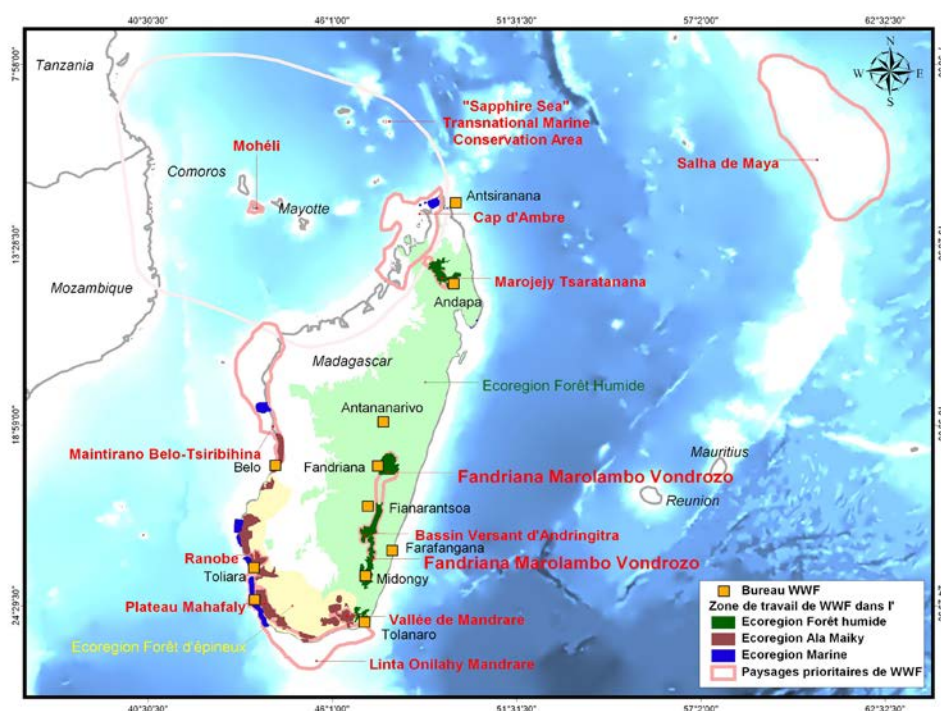 40°30'30 46°1'00 51°31'30 57°2'00 62°32'30
7°58'00"
Tanzania
N
W E
S
"Sapphire Sea"
Transnational Marine
Conservation Area
Mohéli
Salha de Maya
Comoros
Mayotte
Antsiranana
Cap d'Ambre
13°28'30
Mozambique
Marojejy Tsaratanana
Andapa
Madagascar
Ecoregion Forêt Humide
Antananarivo
18°59'00
Maintirano Belo-Tsiribihina
Belo
Fandriana
Mauritius
Fandriana Marolambo Vondrozo
Reunion
Fianarantsoa
Bassin Versant d'Andringitra
Farafangana
Ranobe
Fandriana Marolambo Vondrozo
Toliara
Midongy
Plateau Mahafaly
24°29'30
Vallée de Mandraré
Tolanaro
Ecoregion Forêt d'épineux
Linta Onilahy Mandrare
Bureau WWF
Zone de travail de WWF dans l'
Ecoregion Forêt humide
Ecoregion Ala Maiky
Ecoregion Marine
Paysages prioritaires de WWF
40°30'30 46°1'00 51°31'30 57°2'00 62°32'30